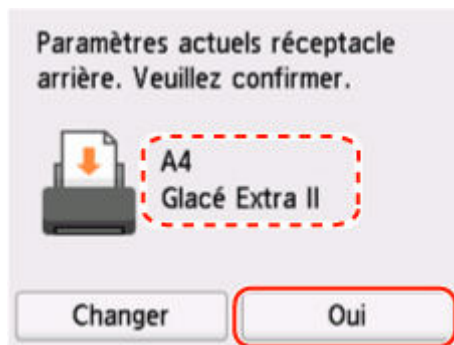 Paramètres actuels réceptacle
arrière. Veuillez confirmer.
A4
Glacé Extra II
Changer
Oui